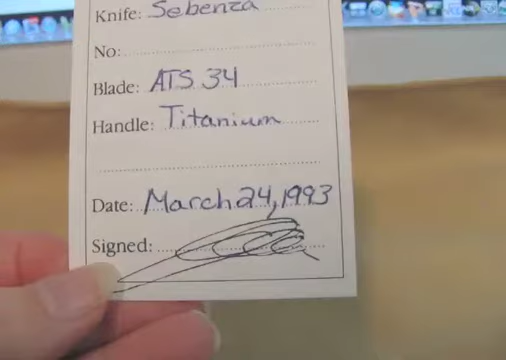 Knife: Sebenza
No:
Blade: ATS 34
Handle: Titanium
Date: March 24, 1993
Signed: